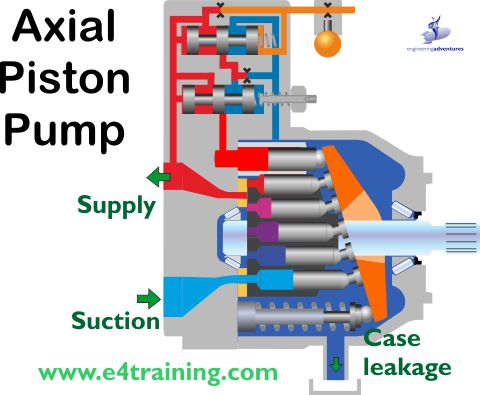 Axial
Piston
Pump
engineeringadventures
Supply
Suction
Case
leakage
www.e4training.com